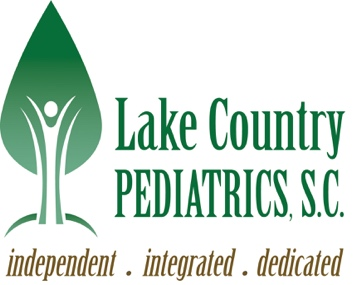 Lake Country
PEDIATRICS, S.C.
independent . integrated . dedicated